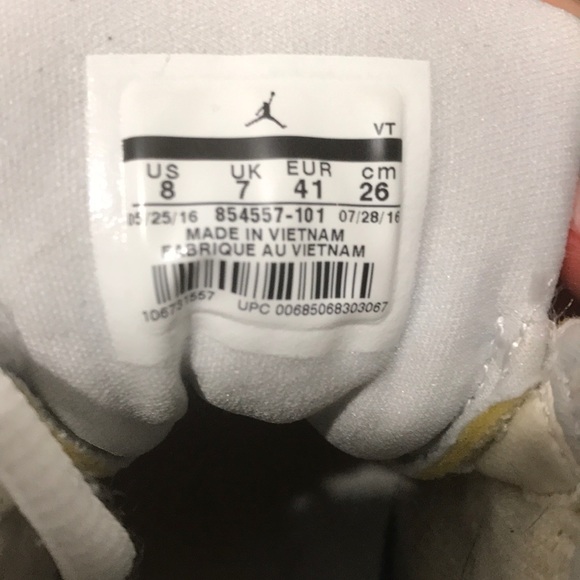 VT
US UK EUR cm
8 7 41 26
05/25/16 854557-101 07/28/16
MADE IN VIETNAM
FABRIQUE AU VIETNAM
UPC 00685068303067